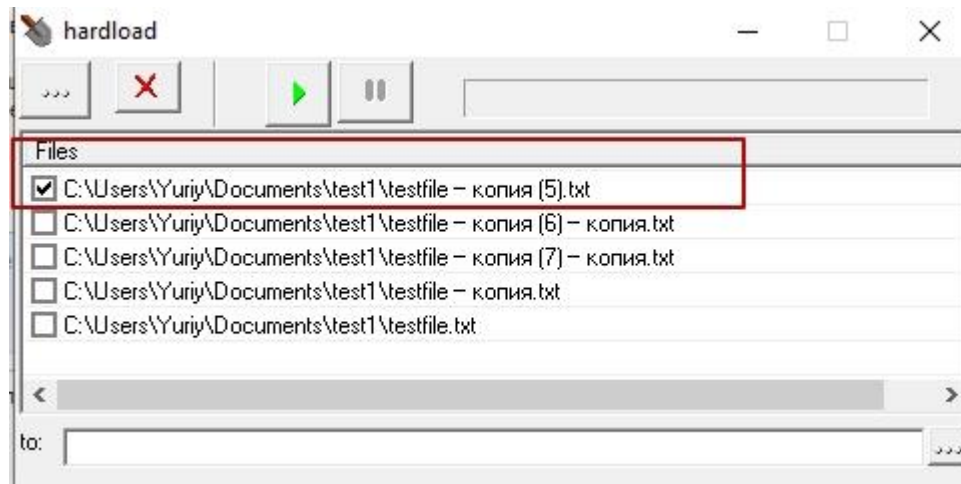 hardload
...
Files
C:\Users\Yuriy\Documents\test1\testfile – копия (5).txt
C:\Users\Yuriy\Documents\test1\testfile – копия (6) – копия.txt
C:\Users\Yuriy\Documents\test1\testfile – копия (7) – копия.txt
C:\Users\Yuriy\Documents\test1\testfile – копия.txt
C:\Users\Yuriy\Documents\test1\testfile.txt
to:
...